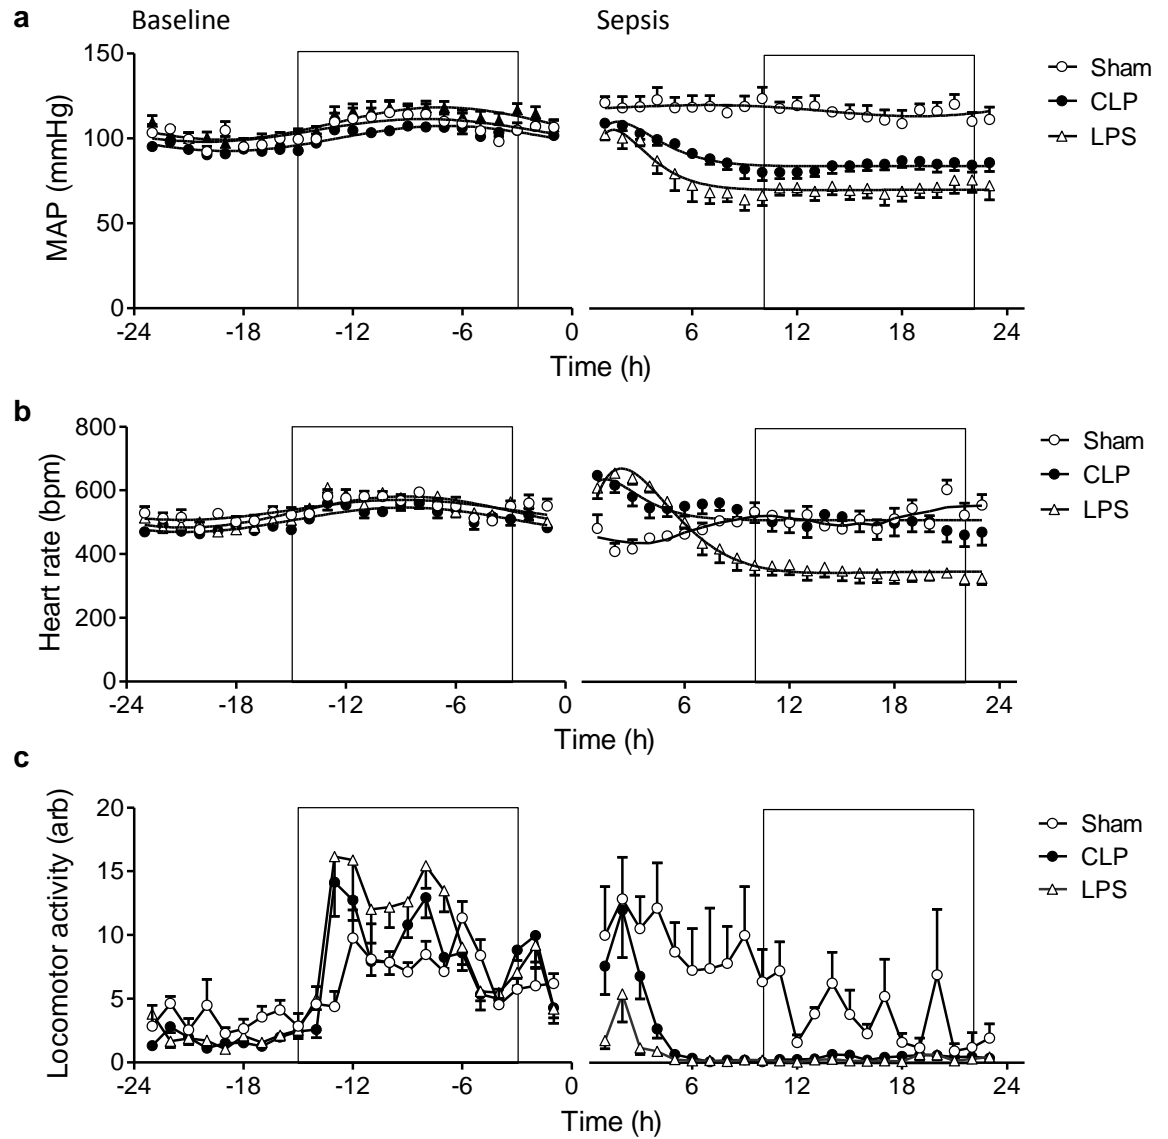 a Baseline Sepsis
MAP (mmHg)
150
100
50
0
-24 -18 -12 -6 0 6 12 18 24
Time (h)
Sham
CLP
LPS
b
Heart rate (bpm)
800
600
400
200
0
-24 -18 -12 -6 0 6 12 18 24
Time (h)
Sham
CLP
LPS
c
Locomotor activity (arb)
20
15
10
5
0
-24 -18 -12 -6 0 6 12 18 24
Time (h)
Sham
CLP
LPS